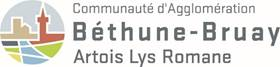 Communauté d'Agglomération
Béthune-Bruay
Artois Lys Romane